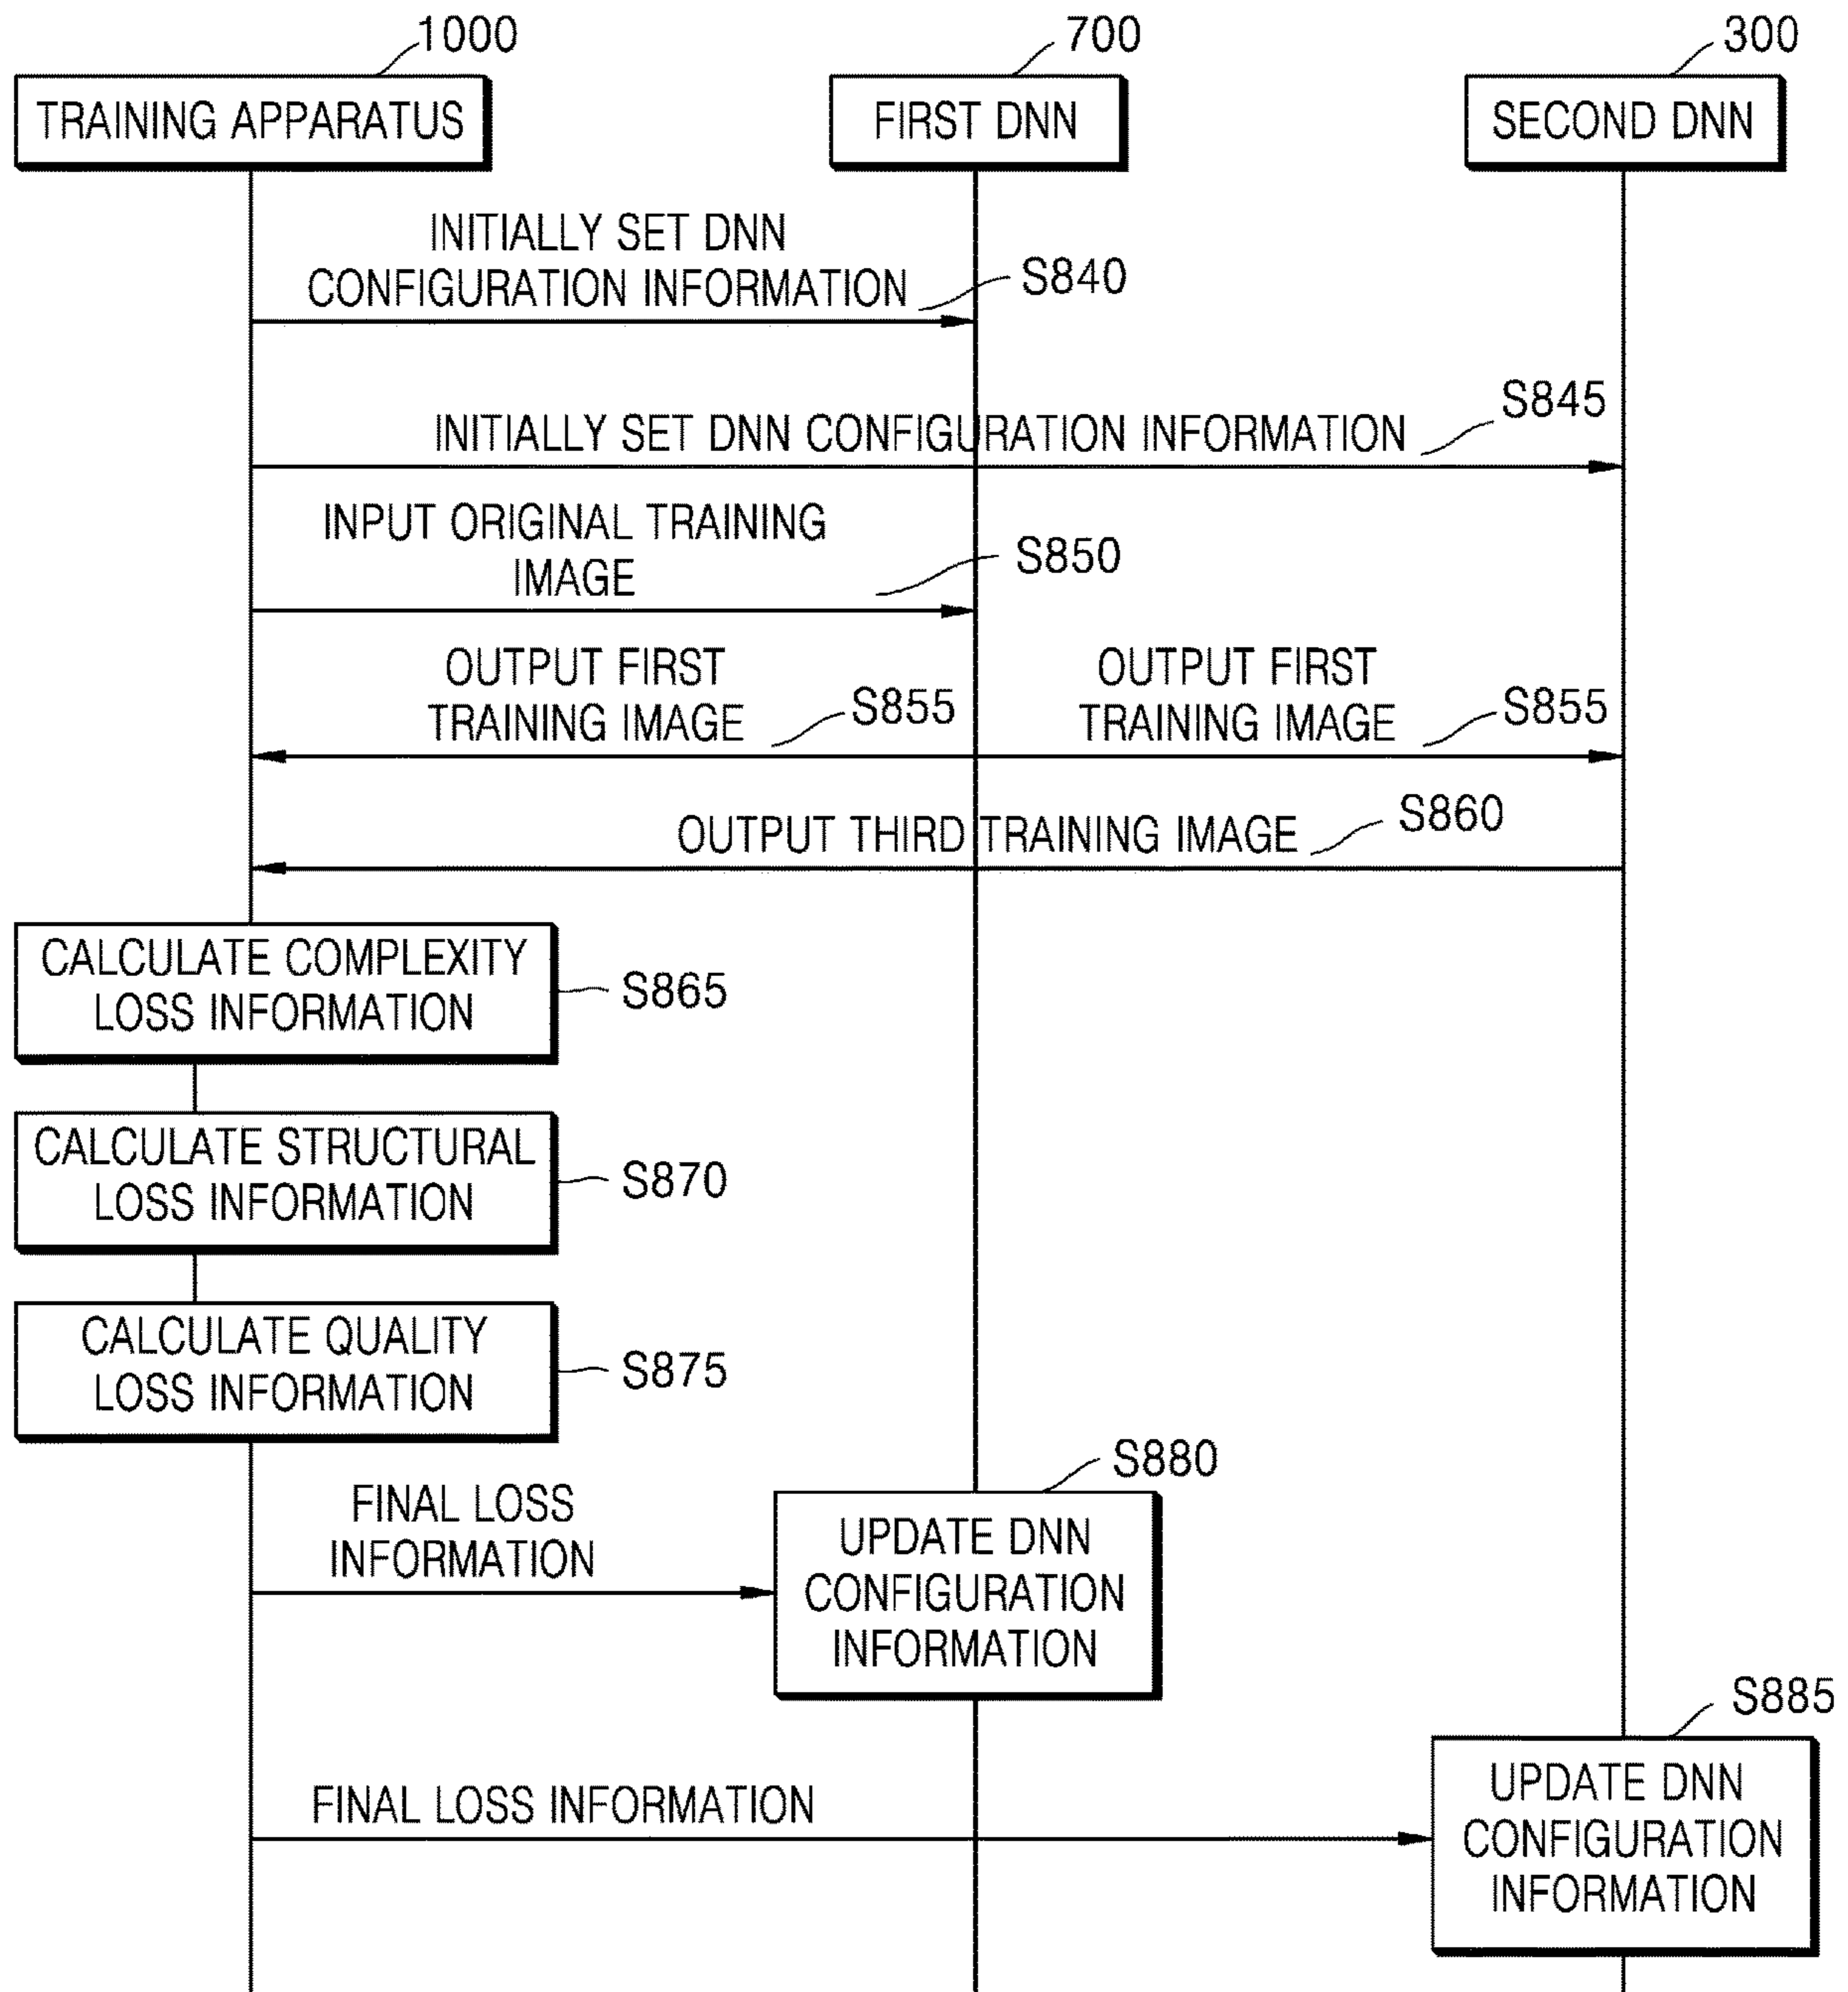 1000
700
300
TRAINING APPARATUS
FIRST DNN
SECOND DNN
INITIALLY SET DNN
CONFIGURATION INFORMATION
S840
S845
INITIALLY SET DNN CONFIGURATION INFORMATION
INPUT ORIGINAL TRAINING
IMAGE
S850
OUTPUT FIRST
TRAINING IMAGE
S855
OUTPUT FIRST
TRAINING IMAGE
S855
OUTPUT THIRD TRAINING IMAGE
S860
CALCULATE COMPLEXITY
LOSS INFORMATION
S865
CALCULATE STRUCTURAL
LOSS INFORMATION
S870
CALCULATE QUALITY
LOSS INFORMATION
S875
FINAL LOSS
INFORMATION
S880
UPDATE DNN
CONFIGURATION
INFORMATION
S885
FINAL LOSS INFORMATION
UPDATE DNN
CONFIGURATION
INFORMATION